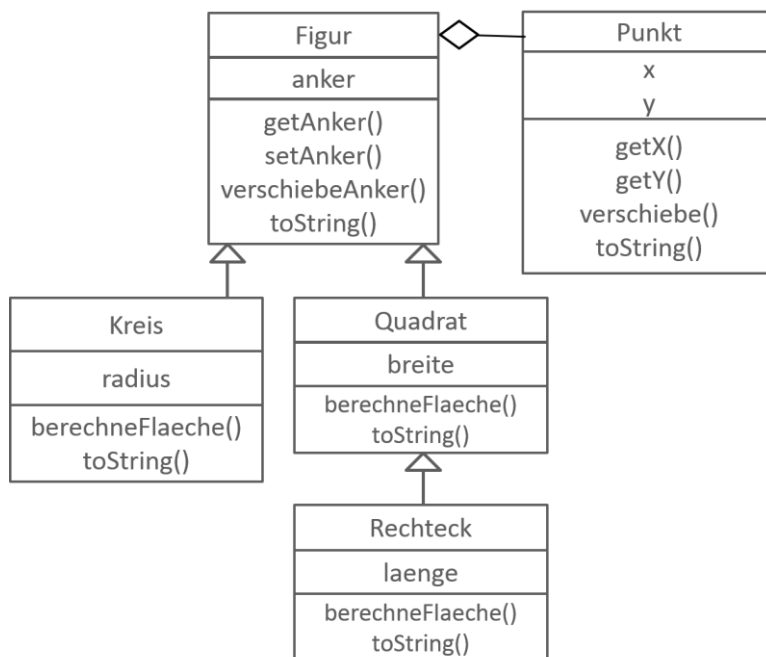 Figur
anker
getAnker()
setAnker()
verschiebeAnker()
toString()
Punkt
x
y
getX()
getY()
verschiebe()
toString()
Kreis
radius
berechneFlaeche()
toString()
Quadrat
breite
berechneFlaeche()
toString()
Rechteck
laenge
berechneFlaeche()
toString()